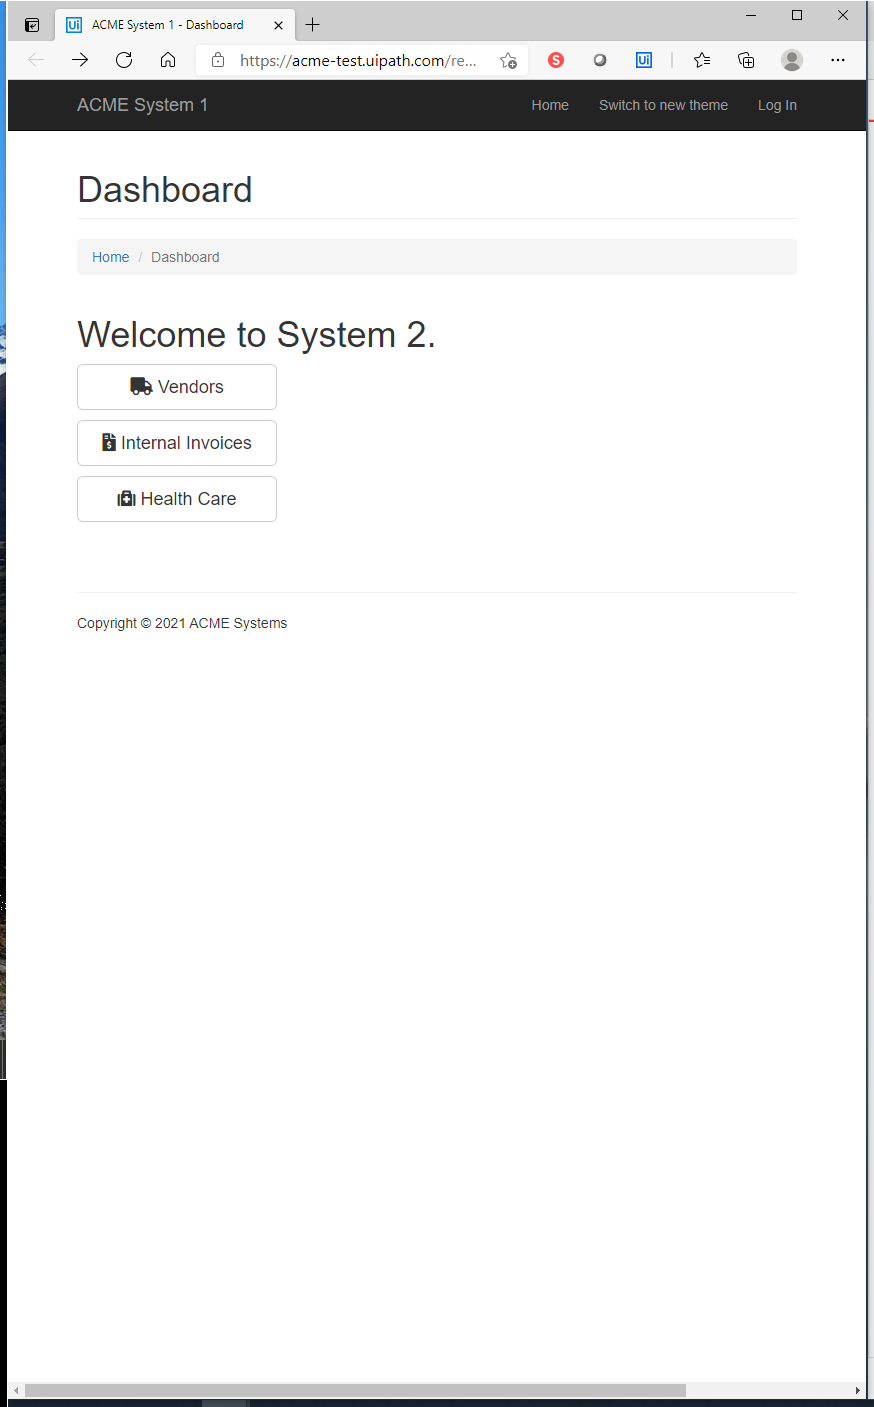 Ui ACME System 1 - Dashboard
https://acme-test.uipath.com/re...
S
Ui
ACME System 1 Home Switch to new theme Log In
Dashboard
Home / Dashboard
Welcome to System 2.
Vendors
$ Internal Invoices
Health Care
Copyright © 2021 ACME Systems